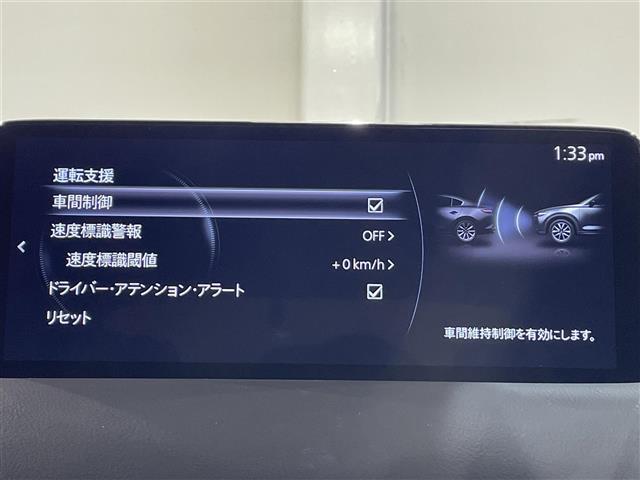 1:33 pm
運転支援
車間制御
速度標識警報 OFF
速度標識閾値 +0 km/h
ドライバー・アテンション・アラート
リセット
車間維持制御を有効にします。